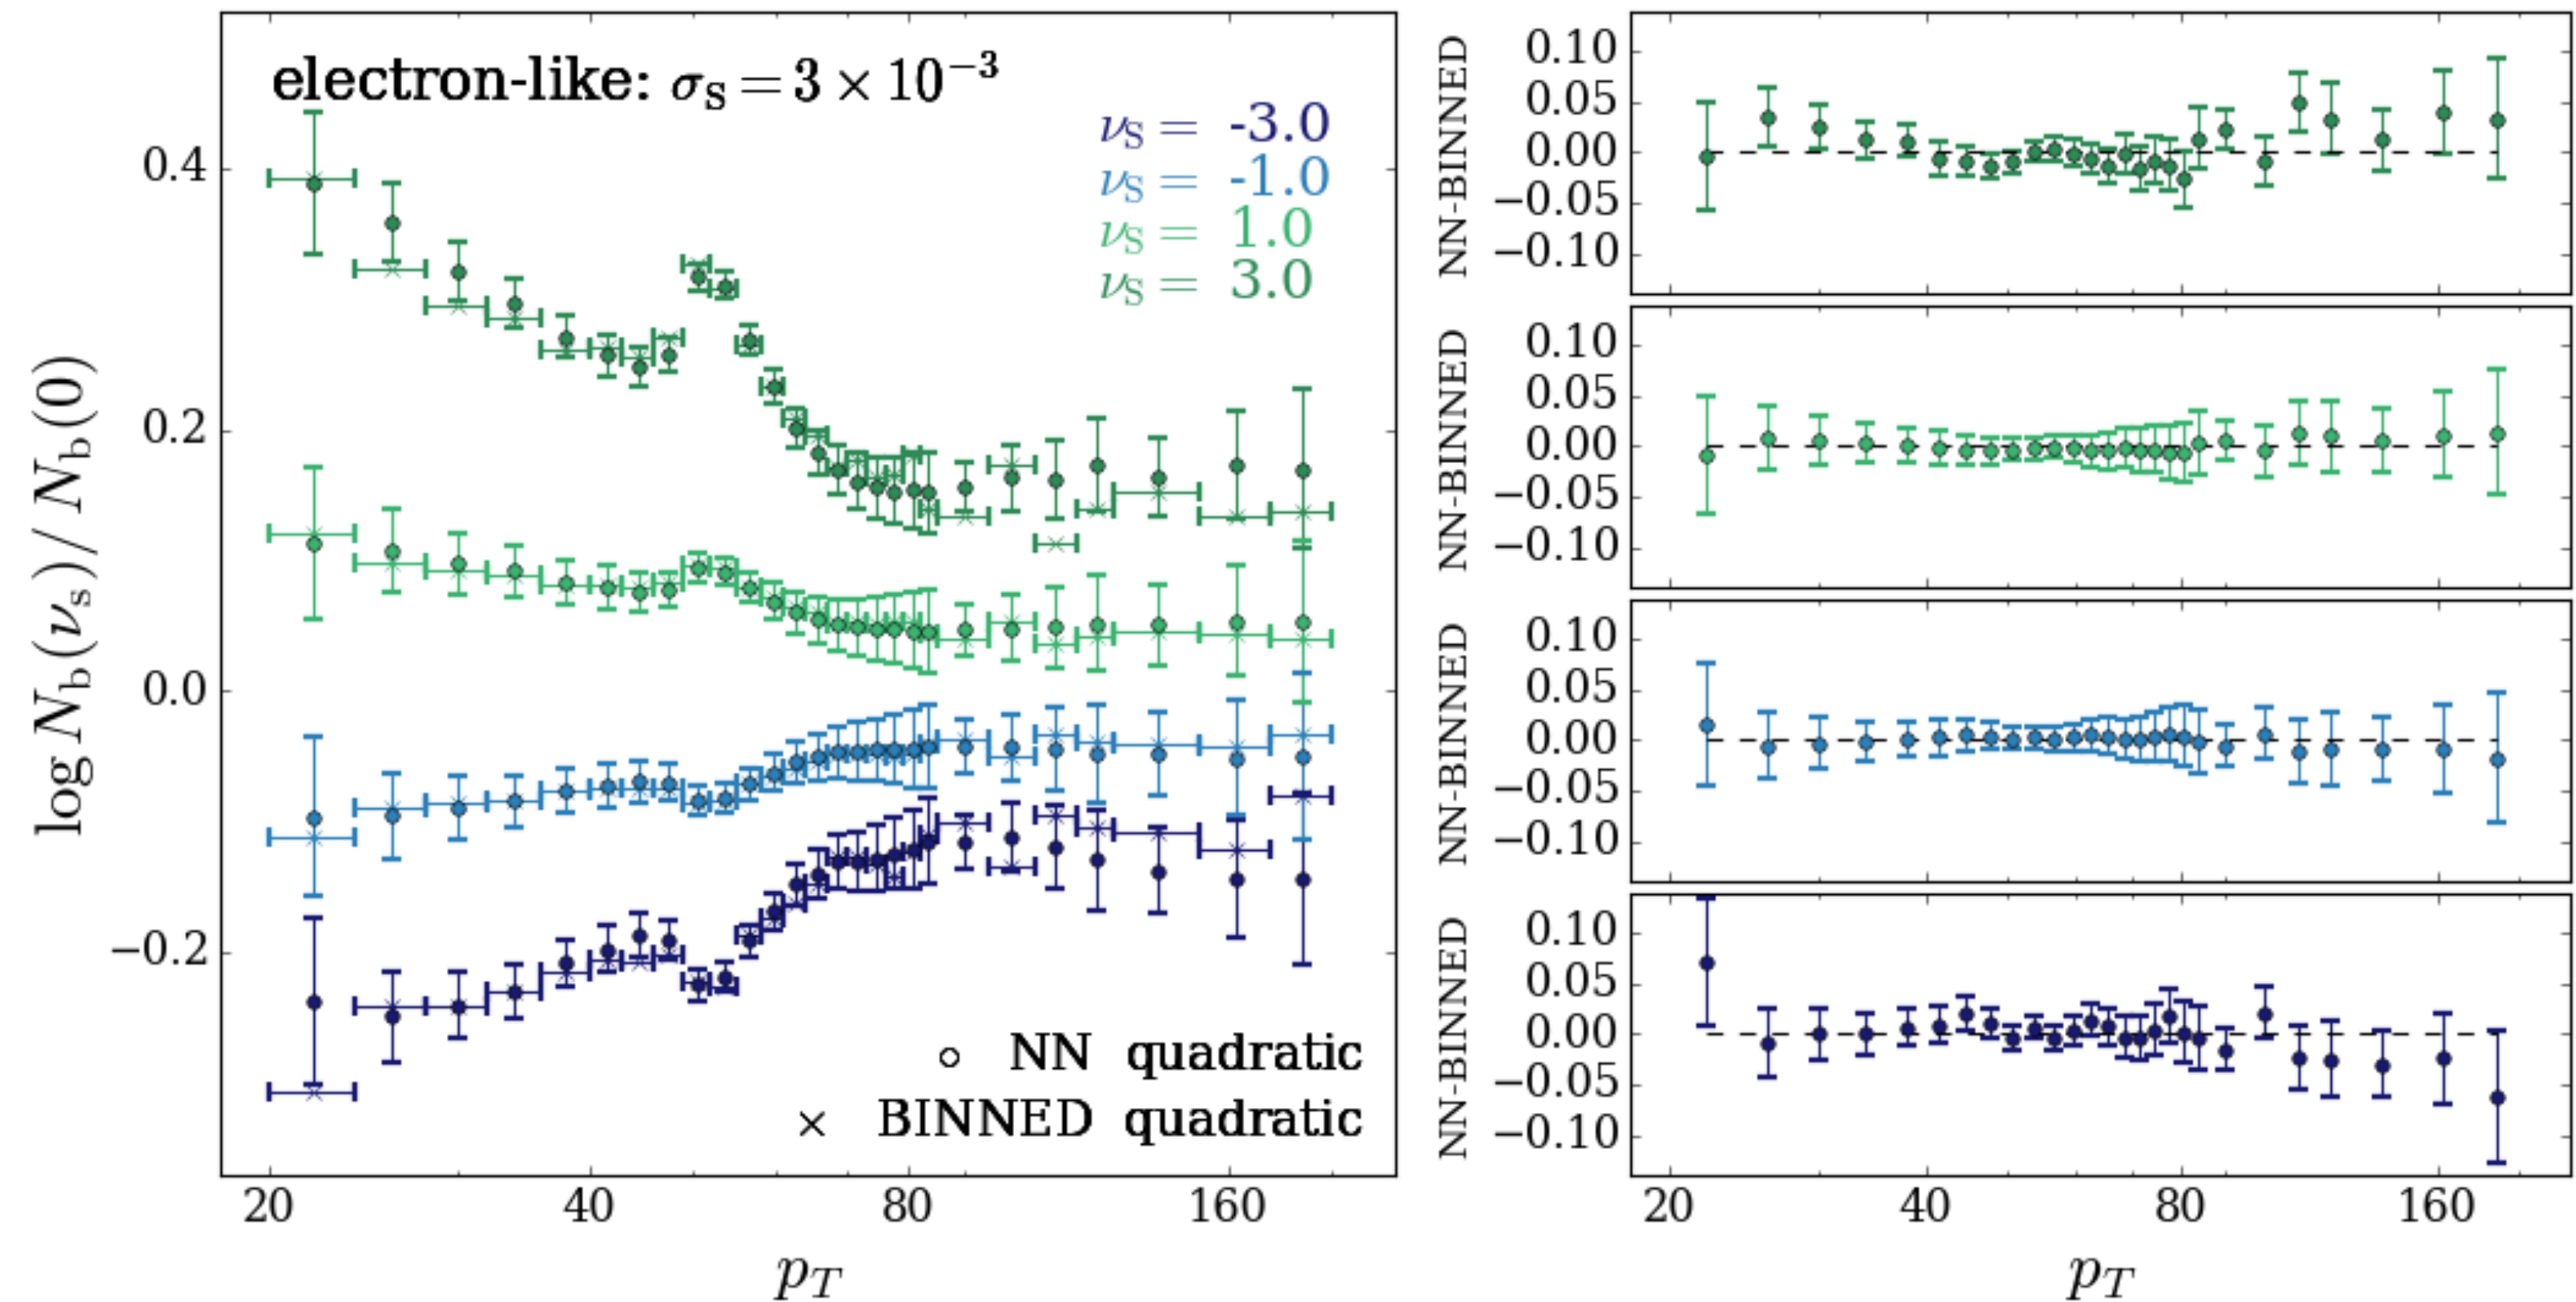 electron-like: σS = 3 × 10−3
νS = -3.0
νS = -1.0
νS = 1.0
νS = 3.0
0.4
0.2
0.0
−0.2
log Nb(νs) / Nb(0)
NN quadratic
BINNED quadratic
20 40 80 160
pT
NN-BINNED
0.10
0.05
0.00
−0.05
−0.10
NN-BINNED
0.10
0.05
0.00
−0.05
−0.10
NN-BINNED
0.10
0.05
0.00
−0.05
−0.10
NN-BINNED
0.10
0.05
0.00
−0.05
−0.10
20 40 80 160
pT